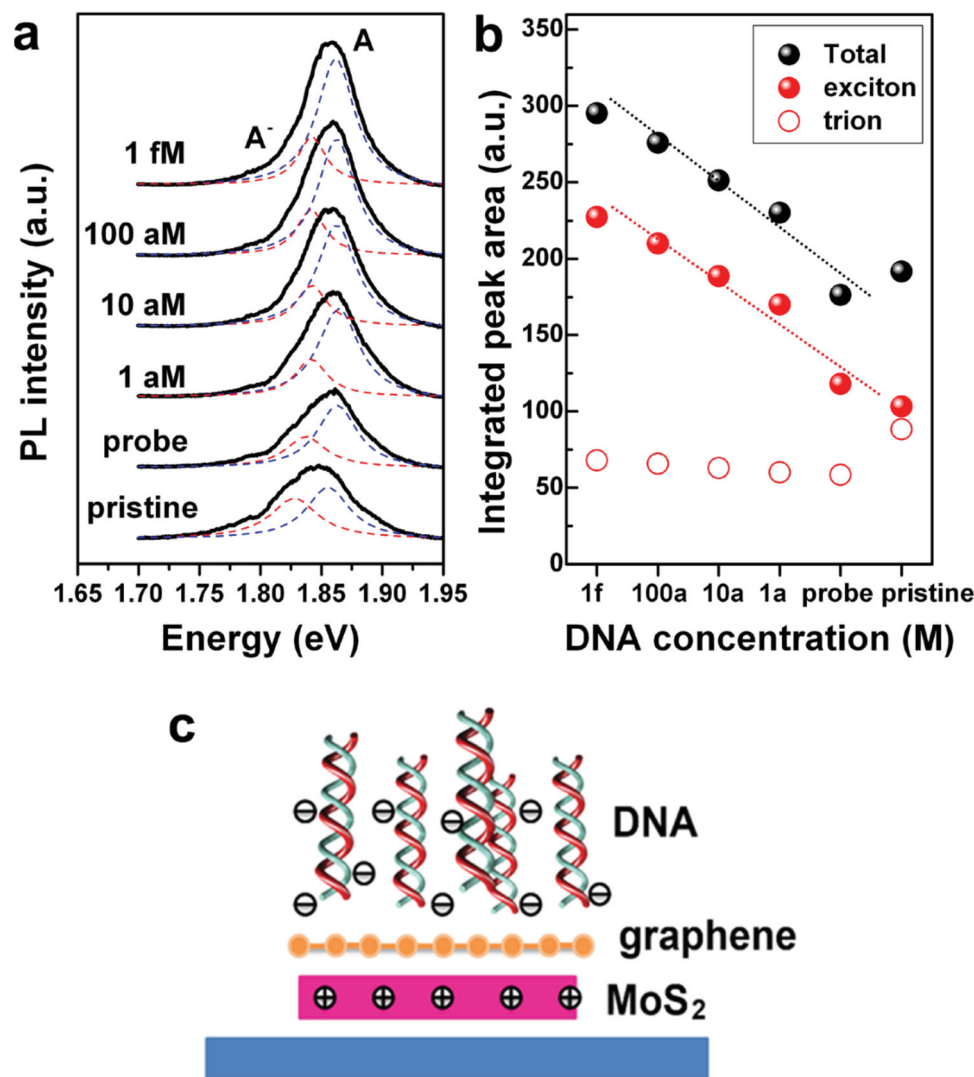 a
A
A⁻
1 fM
100 aM
10 aM
1 aM
probe
pristine
PL intensity (a.u.)
1.65 1.70 1.75 1.80 1.85 1.90 1.95
Energy (eV)
b
Total
exciton
trion
350
300
250
200
150
100
50
0
Integrated peak area (a.u.)
1f 100a 10a 1a probe pristine
DNA concentration (M)
c
DNA
graphene
MoS₂